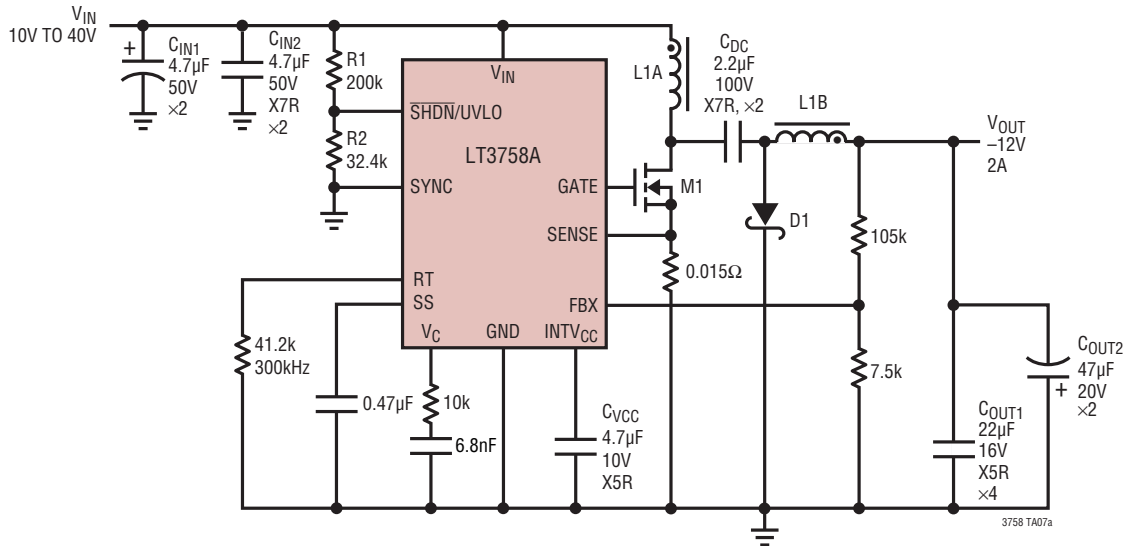 VIN
10V TO 40V
+
CIN1
4.7µF
50V
×2
CIN2
4.7µF
50V
X7R
×2
R1
200k
R2
32.4k
VIN
SHDN/UVLO
LT3758A
SYNC
GATE
SENSE
RT
SS
FBX
VC
GND
INTVCC
L1A
CDC
2.2µF
100V
X7R, ×2
L1B
VOUT
–12V
2A
M1
D1
0.015Ω
105k
7.5k
41.2k
300kHz
0.47µF
10k
6.8nF
CVCC
4.7µF
10V
X5R
COUT1
22µF
16V
X5R
×4
COUT2
47µF
20V
×2
+
3758 TA07a